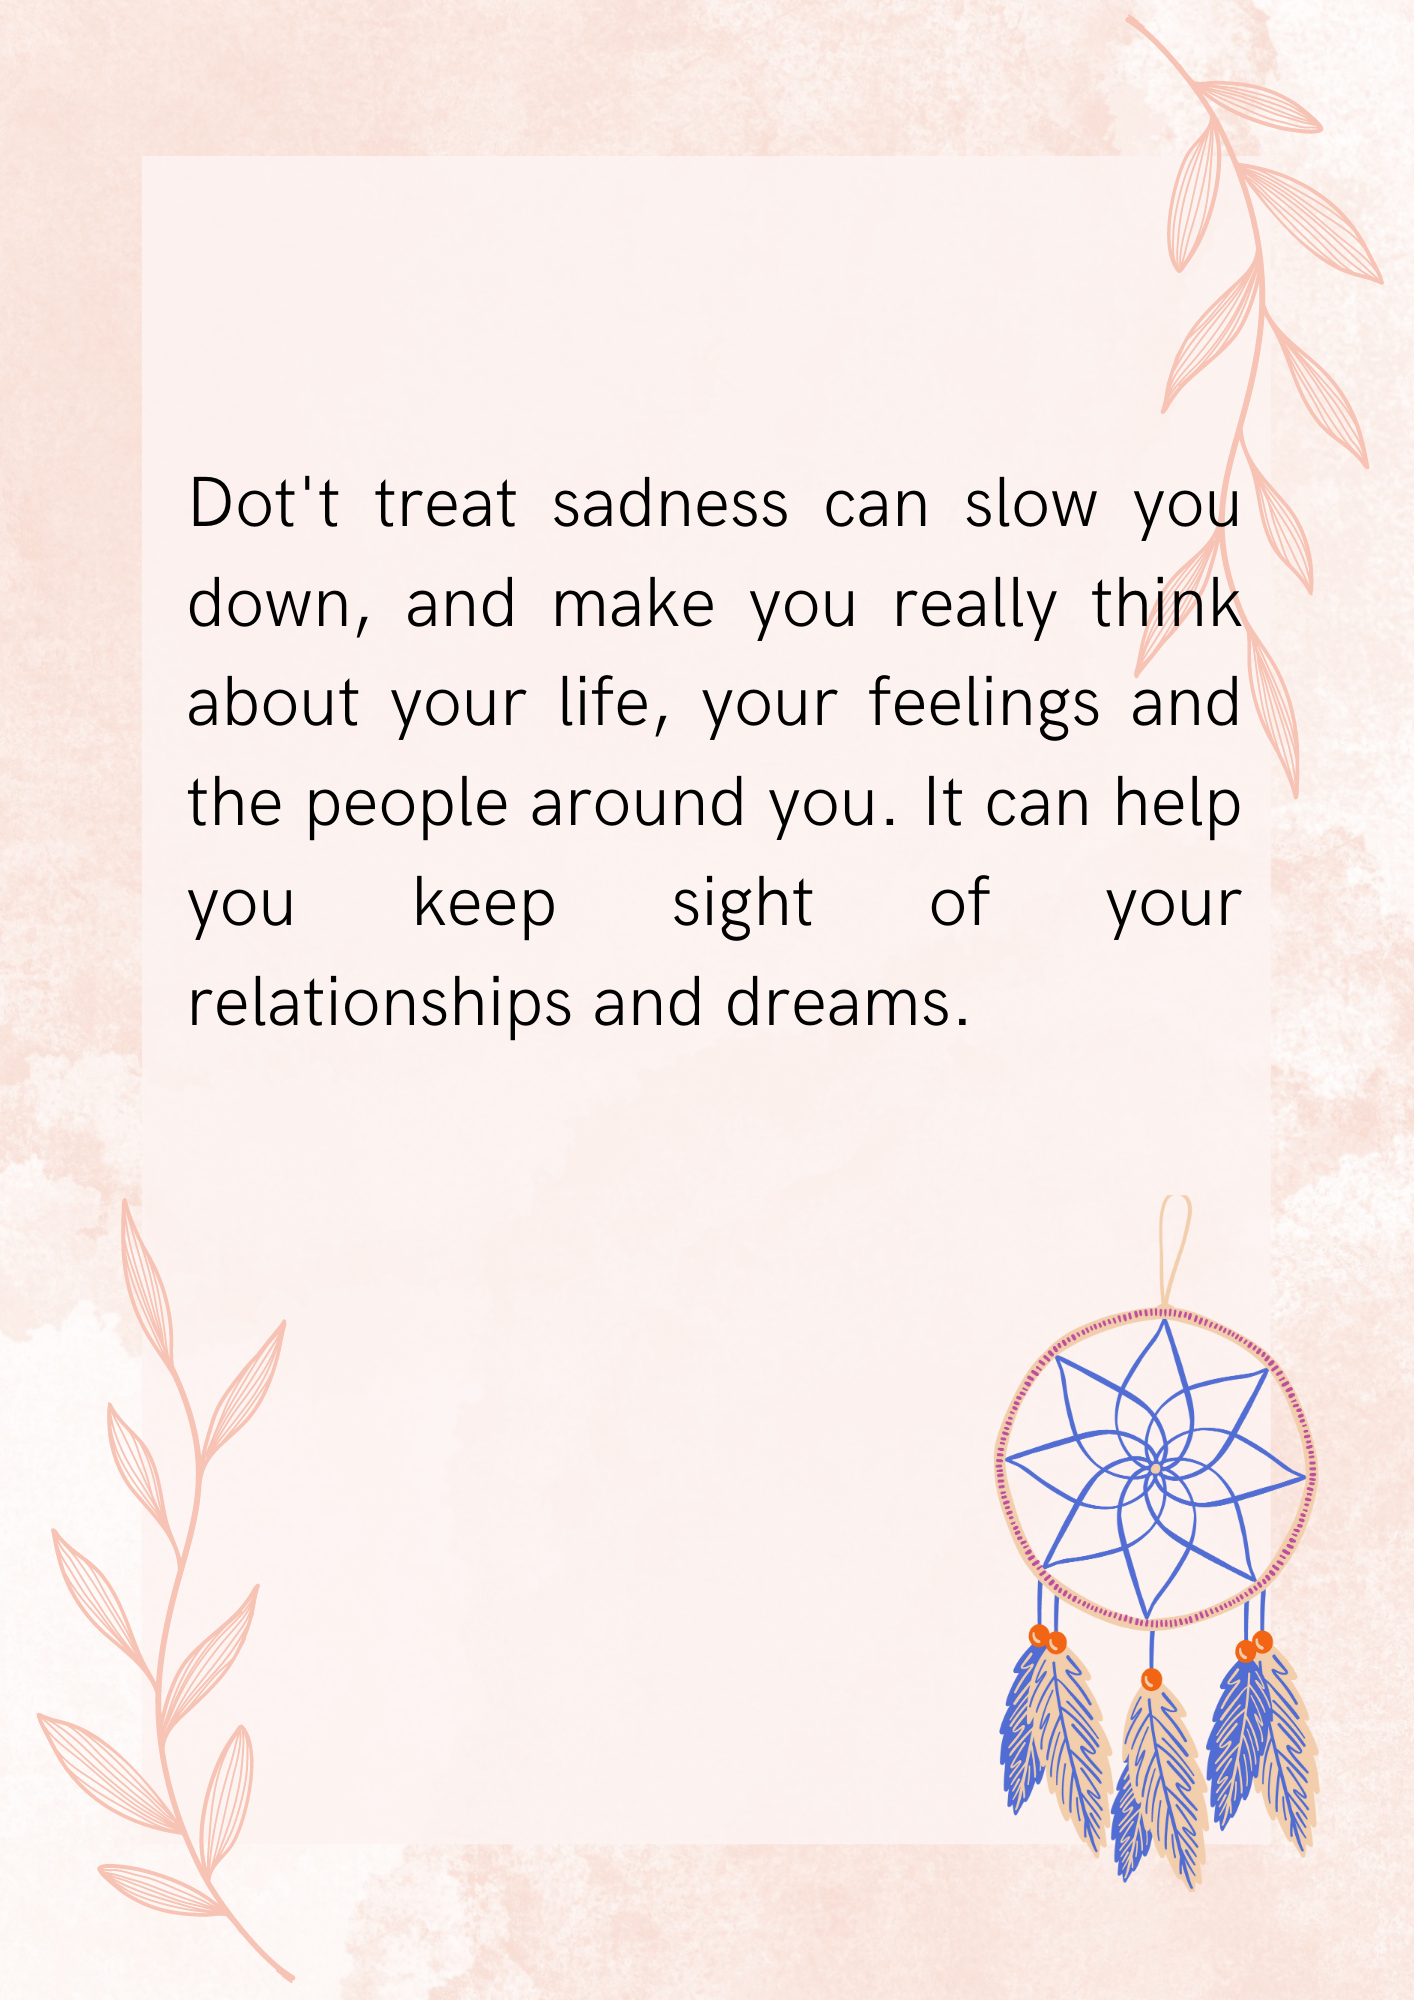 Dot't treat sadness can slow you
down, and make you really think
about your life, your feelings and
the people around you. It can help
you keep sight of your
relationships and dreams.